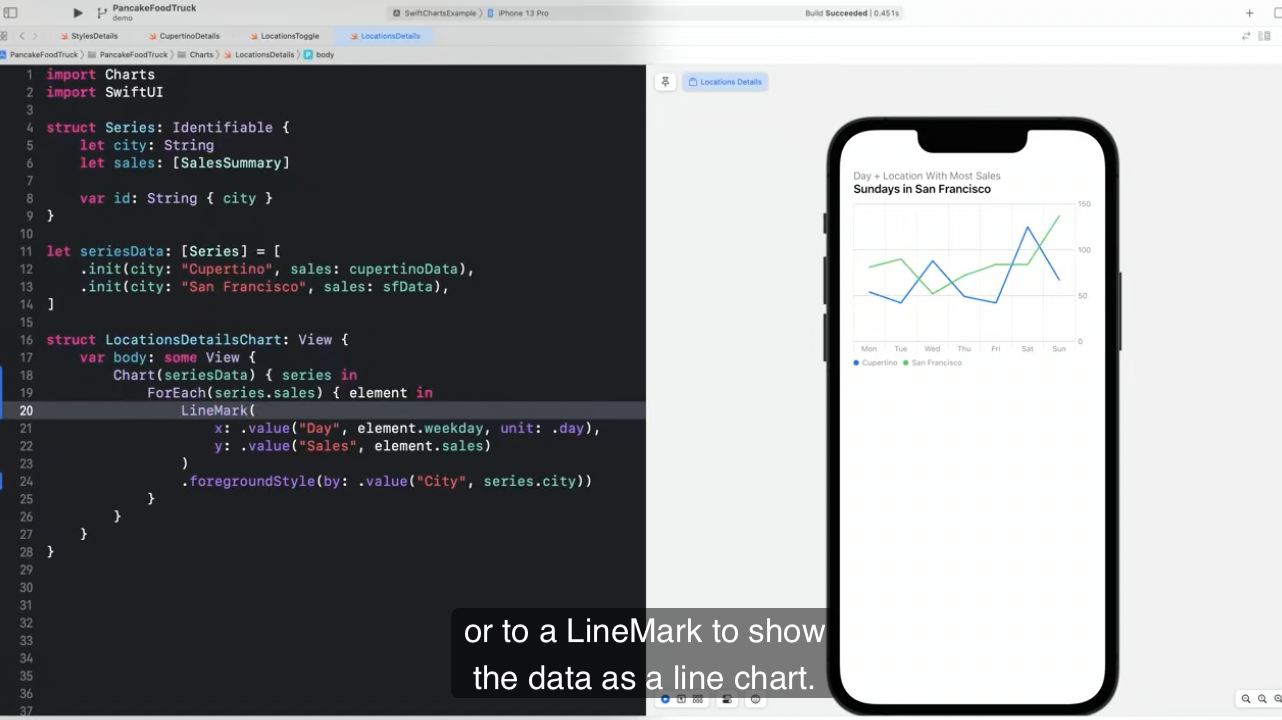 PancakeFoodTruck
demo
SwiftChartsExample 〉 iPhone 13 Pro
Build Succeeded | 0.451s
StylesDetails
CupertinoDetails
LocationsToggle
LocationsDetails
PancakeFoodTruck 〉 PancakeFoodTruck 〉 Charts 〉 LocationsDetails 〉 body
1 import Charts
2 import SwiftUI
3
4 struct Series: Identifiable {
5 let city: String
6 let sales: [SalesSummary]
7
8 var id: String { city }
9 }
10
11 let seriesData: [Series] = [
12 .init(city: "Cupertino", sales: cupertinoData),
13 .init(city: "San Francisco", sales: sfData),
14 ]
15
16 struct LocationsDetailsChart: View {
17 var body: some View {
18 Chart(seriesData) { series in
19 ForEach(series.sales) { element in
20 LineMark(
21 x: .value("Day", element.weekday, unit: .day),
22 y: .value("Sales", element.sales)
23 )
24 .foregroundStyle(by: .value("City", series.city))
25 }
26 }
27 }
28 }
29
30
31
32
33
34
35
36
37
Locations Details
Day + Location With Most Sales
Sundays in San Francisco
150
100
50
0
Mon Tue Wed Thu Fri Sat Sun
Cupertino San Francisco
or to a LineMark to show
the data as a line chart.